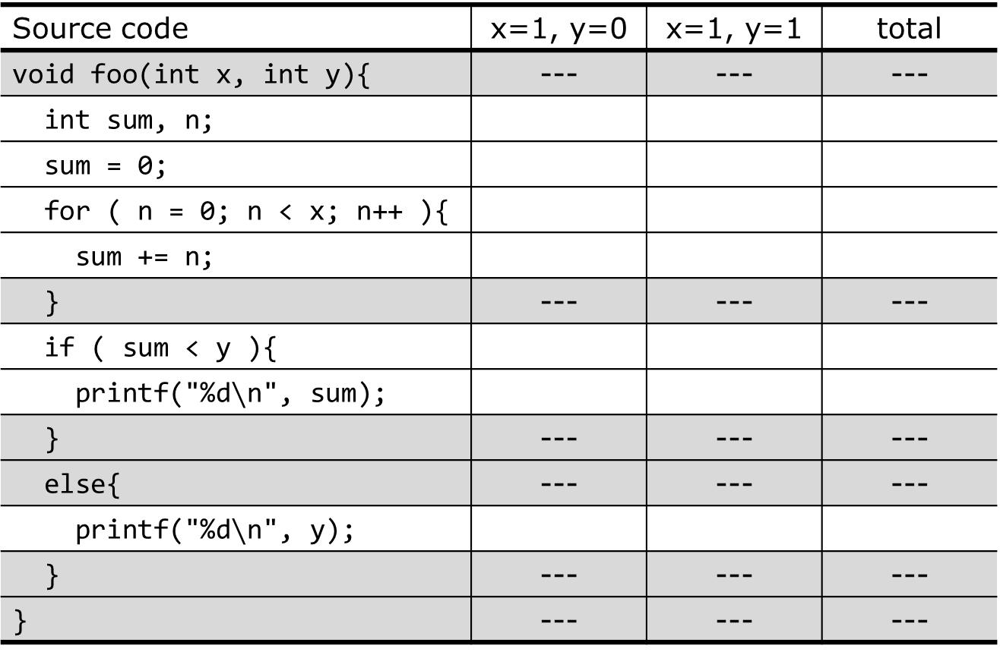 Source code x=1, y=0 x=1, y=1 total
void foo(int x, int y){ --- --- ---
int sum, n;
sum = 0;
for ( n = 0; n < x; n++ ){
sum += n;
} --- --- ---
if ( sum < y ){
printf("%d\n", sum);
} --- --- ---
else{ --- --- ---
printf("%d\n", y);
} --- --- ---
} --- --- ---